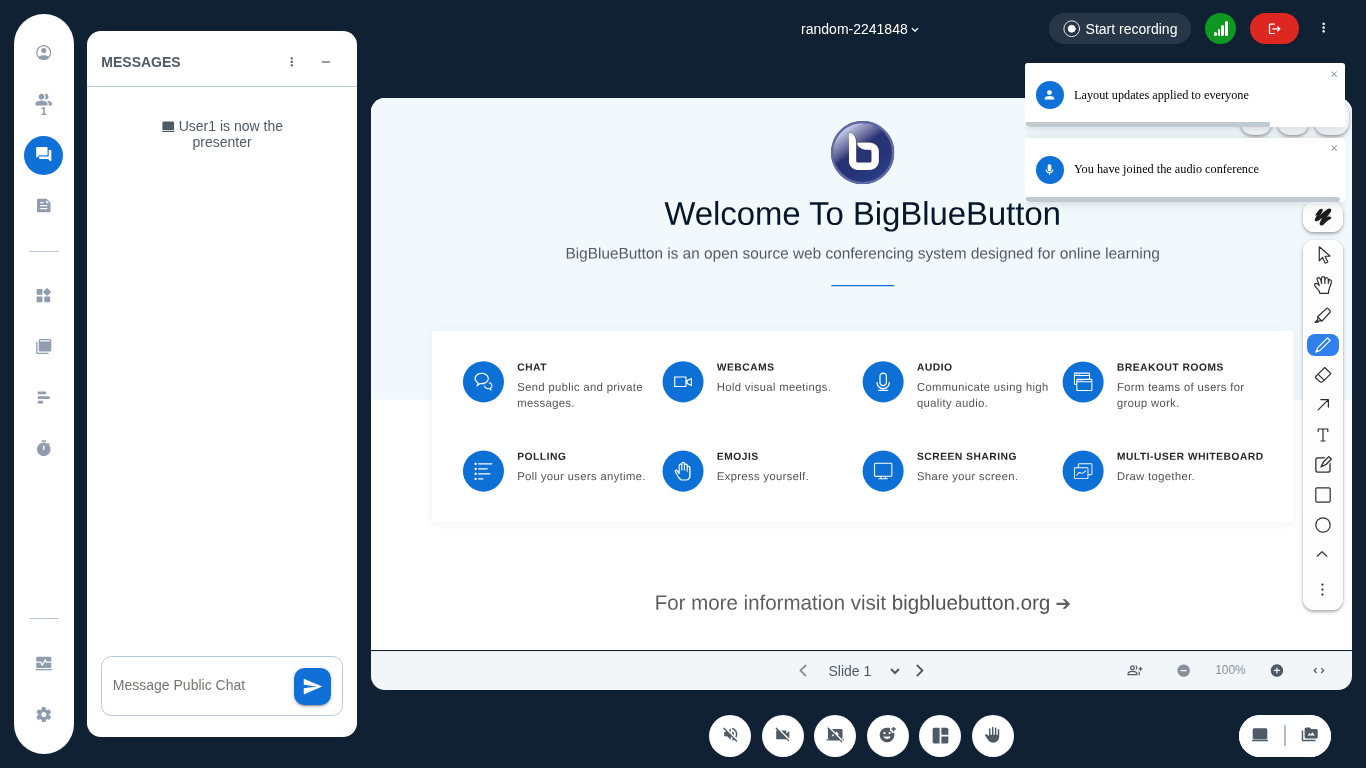 random-2241848
Start recording
MESSAGES
1
User1 is now the
presenter
Layout updates applied to everyone
You have joined the audio conference
Welcome To BigBlueButton
BigBlueButton is an open source web conferencing system designed for online learning
CHAT
Send public and private
messages.
WEBCAMS
Hold visual meetings.
AUDIO
Communicate using high
quality audio.
BREAKOUT ROOMS
Form teams of users for
group work.
POLLING
Poll your users anytime.
EMOJIS
Express yourself.
SCREEN SHARING
Share your screen.
MULTI-USER WHITEBOARD
Draw together.
For more information visit bigbluebutton.org ➔
Message Public Chat
Slide 1
100%